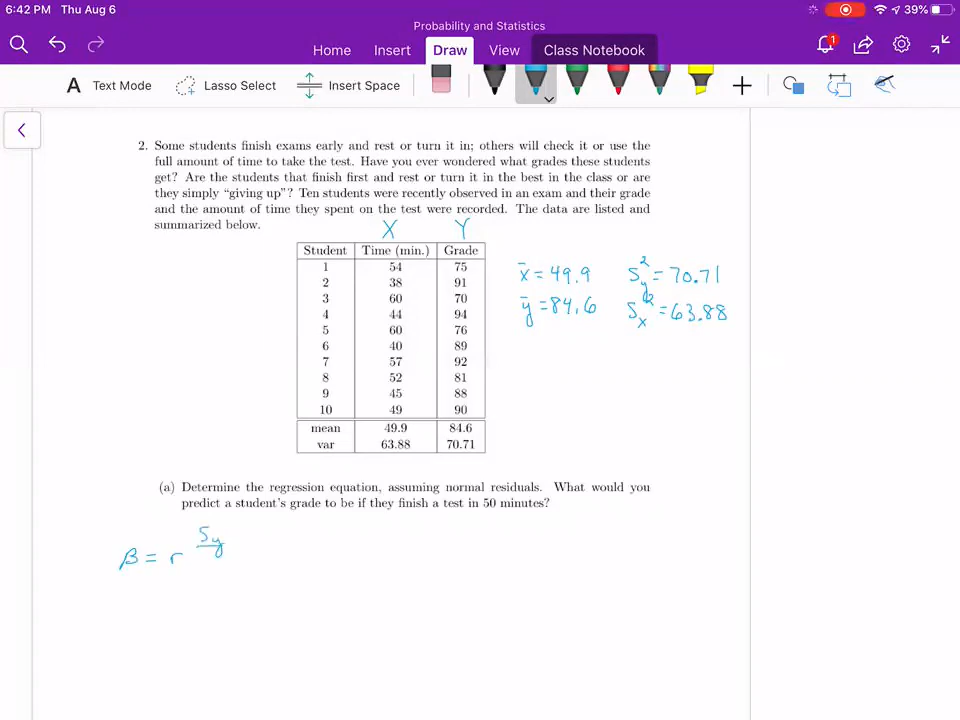 6:42 PM Thu Aug 6
39%
Probability and Statistics
Home Insert Draw View Class Notebook
1
A Text Mode Lasso Select Insert Space
2. Some students finish exams early and rest or turn it in; others will check it or use the
full amount of time to take the test. Have you ever wondered what grades these students
get? Are the students that finish first and rest or turn it in the best in the class or are
they simply "giving up"? Ten students were recently observed in an exam and their grade
and the amount of time they spent on the test were recorded. The data are listed and
summarized below.
X Y
Student Time (min.) Grade
1 54 75
2 38 91
3 60 70
4 44 94
5 60 76
6 40 89
7 57 92
8 52 81
9 45 88
10 49 90
mean 49.9 84.6
var 63.88 70.71
x̄ = 49.9 S²y = 70.71
ȳ = 84.6 S²x = 63.88
(a) Determine the regression equation, assuming normal residuals. What would you
predict a student's grade to be if they finish a test in 50 minutes?
β = r Sy